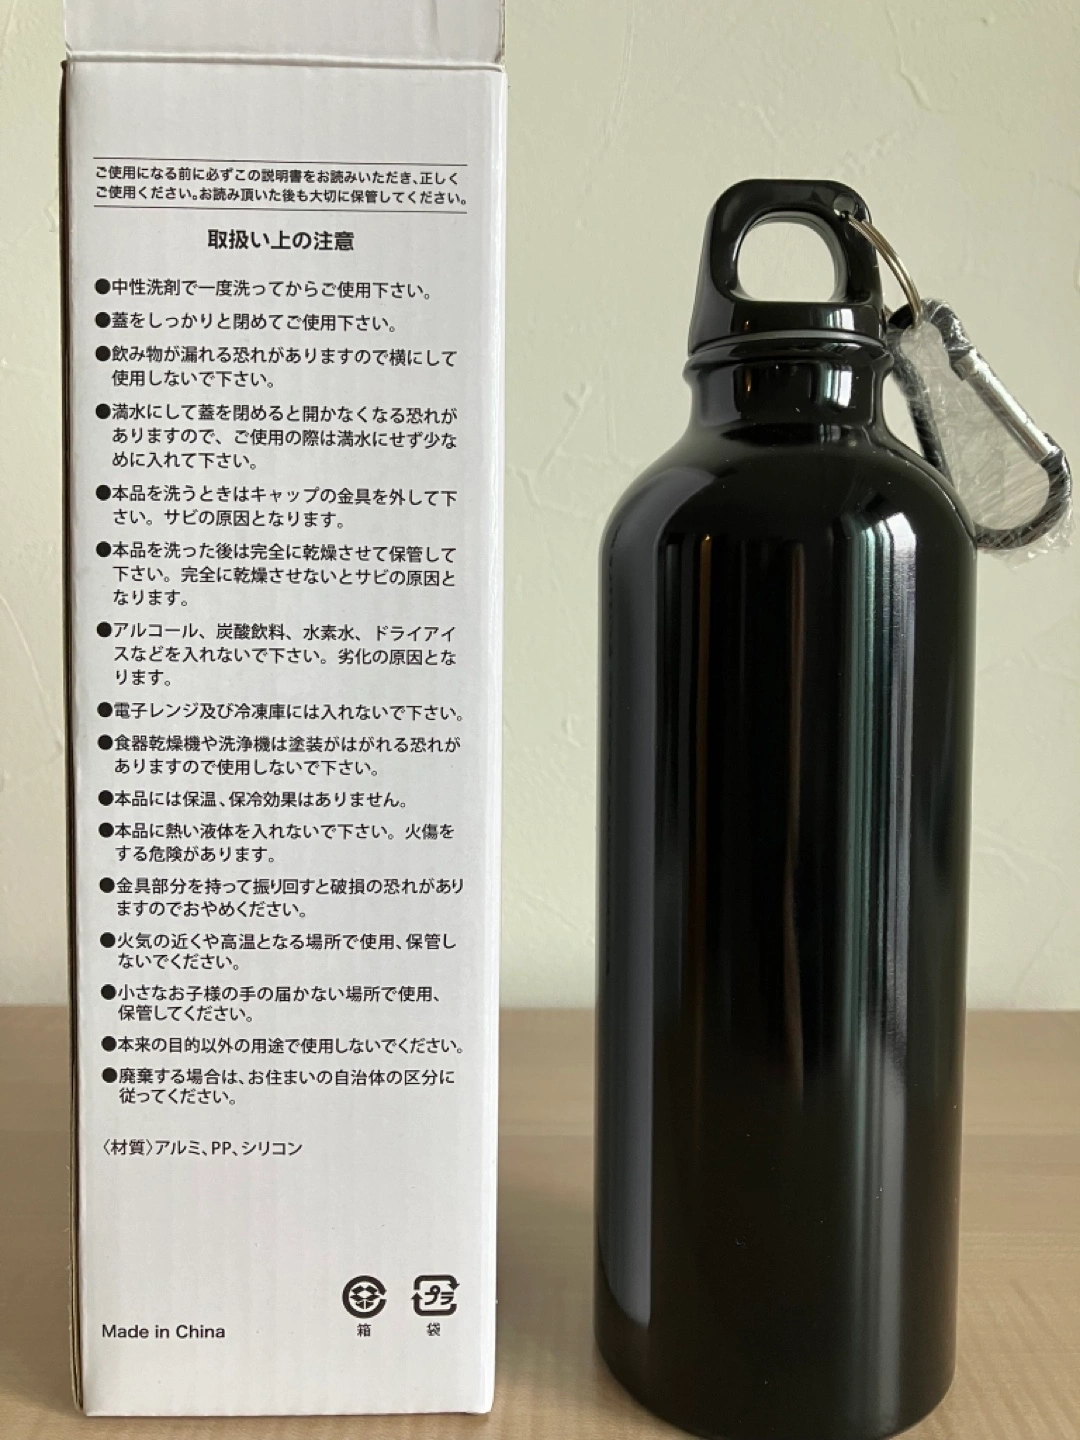 ご使用になる前に必ずこの説明書をお読みいただき、正しく
ご使用ください。お読み頂いた後も大切に保管してください。
取扱い上の注意
●中性洗剤で一度洗ってからご使用下さい。
●蓋をしっかりと閉めてご使用下さい。
●飲み物が漏れる恐れがありますので横にして
使用しないで下さい。
●満水にして蓋を閉めると開かなくなる恐れが
ありますので、ご使用の際は満水にせず少な
めに入れて下さい。
●本品を洗うときはキャップの金具を外して下
さい。サビの原因となります。
●本品を洗った後は完全に乾燥させて保管して
下さい。完全に乾燥させないとサビの原因と
なります。
●アルコール、炭酸飲料、水素水、ドライアイ
スなどを入れないで下さい。劣化の原因とな
ります。
●電子レンジ及び冷凍庫には入れないで下さい。
●食器乾燥機や洗浄機は塗装がはがれる恐れが
ありますので使用しないで下さい。
●本品には保温、保冷効果はありません。
●本品に熱い液体を入れないで下さい。火傷を
する危険があります。
●金具部分を持って振り回すと破損の恐れがあり
ますのでおやめください。
●火気の近くや高温となる場所で使用、保管し
ないでください。
●小さなお子様の手の届かない場所で使用、
保管してください。
●本来の目的以外の用途で使用しないでください。
●廃棄する場合は、お住まいの自治体の区分に
従ってください。
〈材質〉アルミ、PP、シリコン
プラ
箱 袋
Made in China